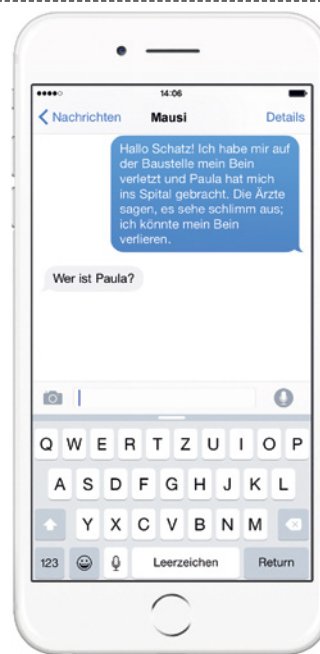 14:06
Nachrichten Mausi Details
Hallo Schatz! Ich habe mir auf
der Baustelle mein Bein
verletzt und Paula hat mich
ins Spital gebracht. Die Ärzte
sagen, es sehe schlimm aus;
ich könnte mein Bein
verlieren.
Wer ist Paula?
Q W E R T Z U I O P
A S D F G H J K L
Y X C V B N M
123 Leerzeichen Return